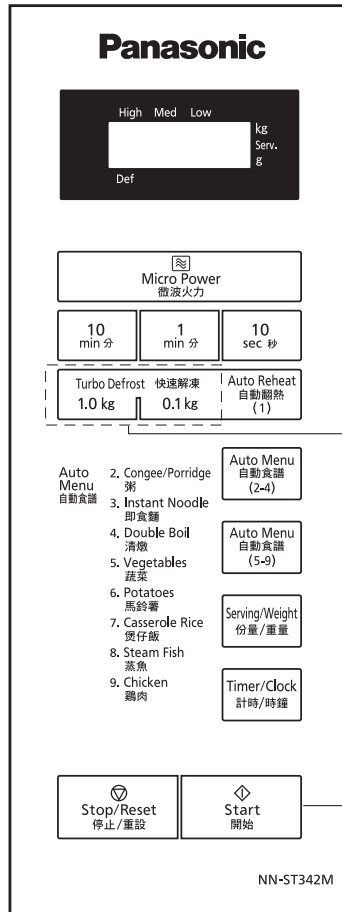 Panasonic
High Med Low
kg
Serv.
g
Def
Micro Power
微波火力
10
min 分
1
min 分
10
sec 秒
Turbo Defrost 快速解凍
1.0 kg 0.1 kg
Auto Reheat
自動翻熱
(1)
Auto
Menu
自動食譜
2. Congee/Porridge
粥
3. Instant Noodle
即食麵
4. Double Boil
清燉
5. Vegetables
蔬菜
6. Potatoes
馬鈴薯
7. Casserole Rice
煲仔飯
8. Steam Fish
蒸魚
9. Chicken
鷄肉
Auto Menu
自動食譜
(2-4)
Auto Menu
自動食譜
(5-9)
Serving/Weight
份量/重量
Timer/Clock
計時/時鐘
Stop/Reset
停止/重設
Start
開始
NN-ST342M